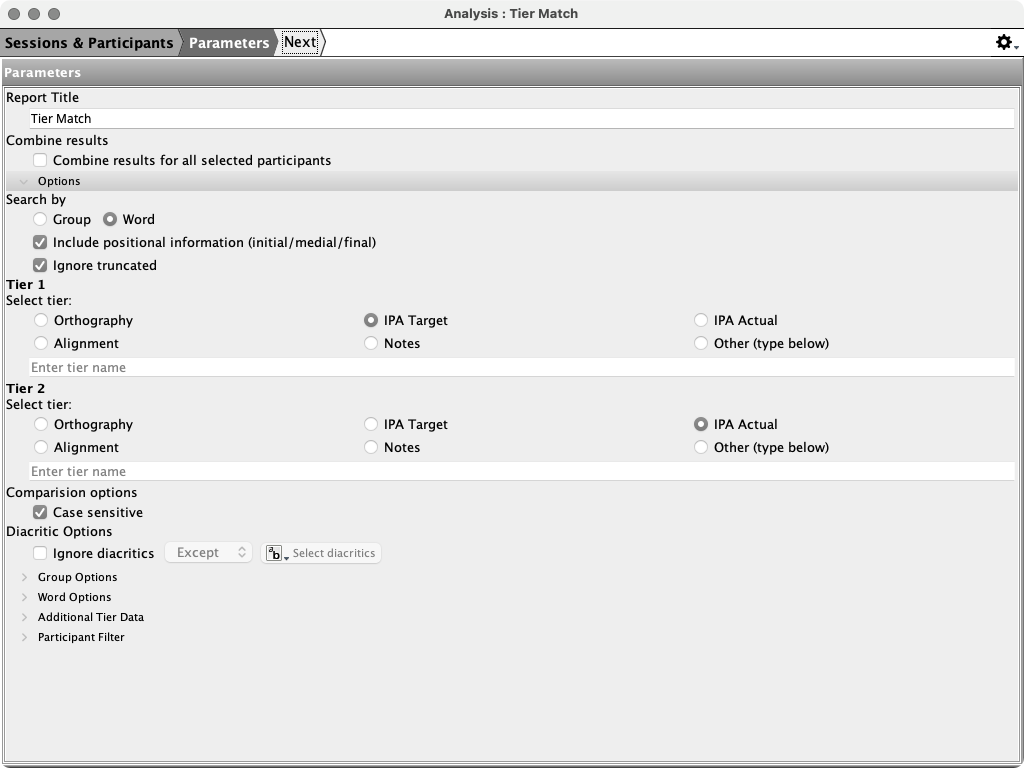 Analysis : Tier Match
Sessions & Participants Parameters Next
Parameters
Report Title
Tier Match
Combine results
Combine results for all selected participants
Options
Search by
Group Word
Include positional information (initial/medial/final)
Ignore truncated
Tier 1
Select tier:
Orthography IPA Target IPA Actual
Alignment Notes Other (type below)
Enter tier name
Tier 2
Select tier:
Orthography IPA Target IPA Actual
Alignment Notes Other (type below)
Enter tier name
Comparision options
Case sensitive
Diacritic Options
Ignore diacritics Except ab Select diacritics
Group Options
Word Options
Additional Tier Data
Participant Filter